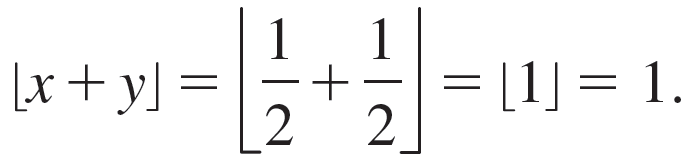 ⌊x + y⌋ = ⌊1/2 + 1/2⌋ = ⌊1⌋ = 1.